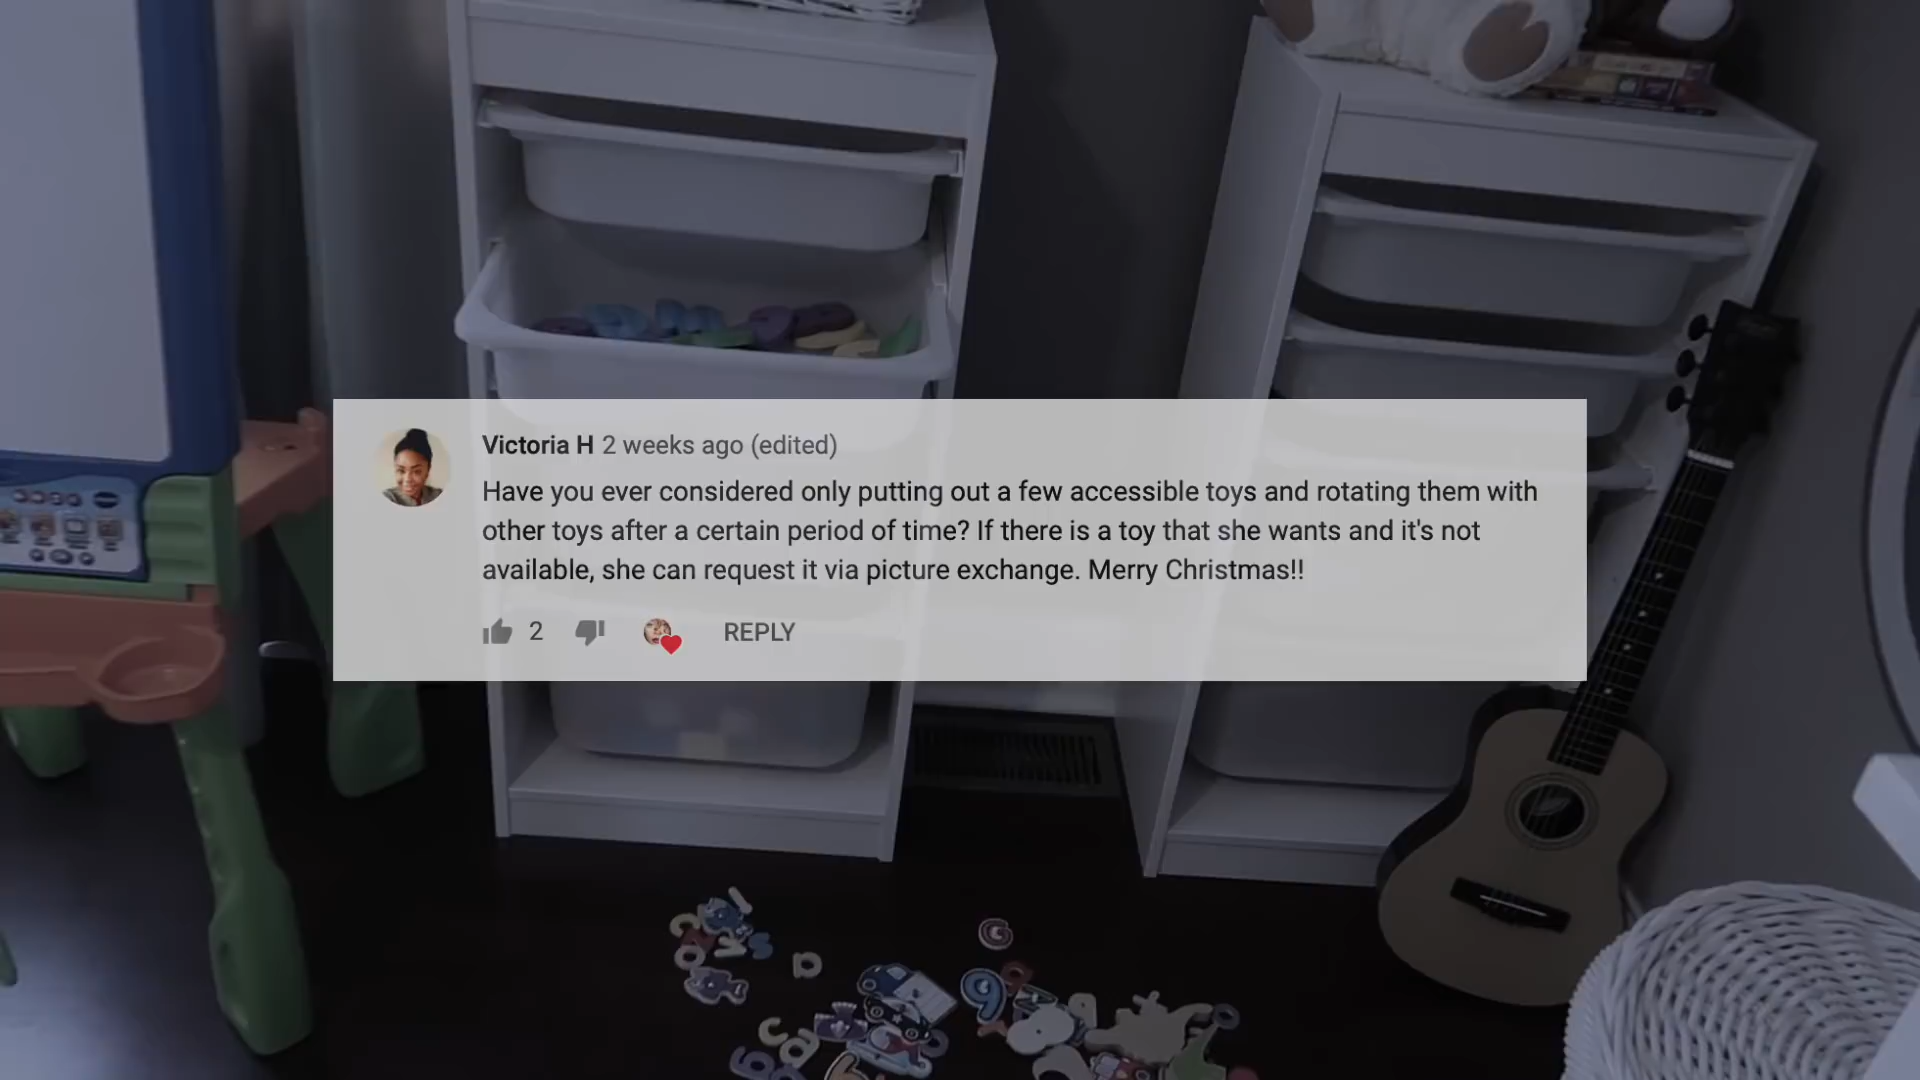 Victoria H 2 weeks ago (edited)
Have you ever considered only putting out a few accessible toys and rotating them with
other toys after a certain period of time? If there is a toy that she wants and it's not
available, she can request it via picture exchange. Merry Christmas!!
2 REPLY